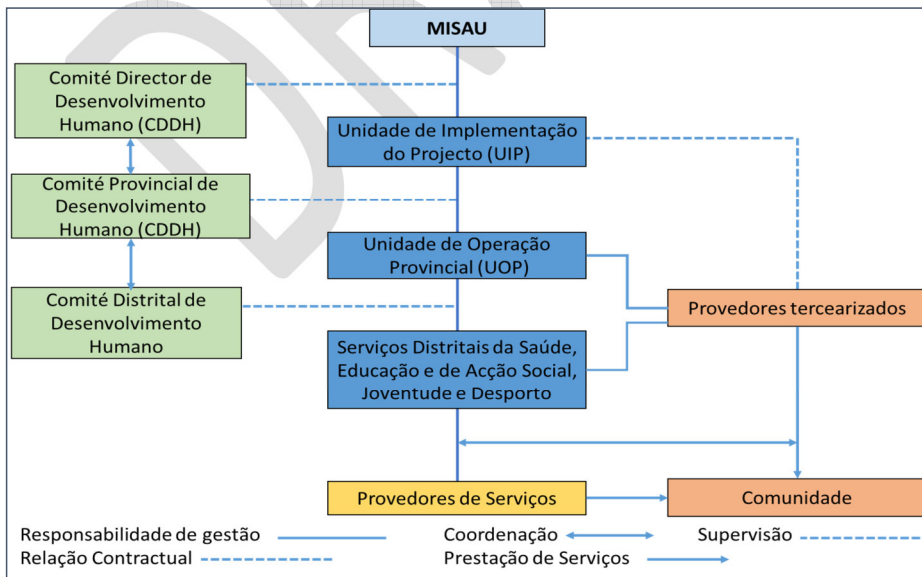 MISAU
Comité Director de
Desenvolvimento
Humano (CDDH)
Unidade de Implementação
do Projecto (UIP)
Comité Provincial de
Desenvolvimento
Humano (CDDH)
Unidade de Operação
Provincial (UOP)
Comité Distrital de
Desenvolvimento
Humano
Provedores tercearizados
Serviços Distritais da Saúde,
Educação e de Acção Social,
Joventude e Desporto
Provedores de Serviços
Comunidade
Responsabilidade de gestão
Coordenação
Supervisão
Relação Contractual
Prestação de Serviços